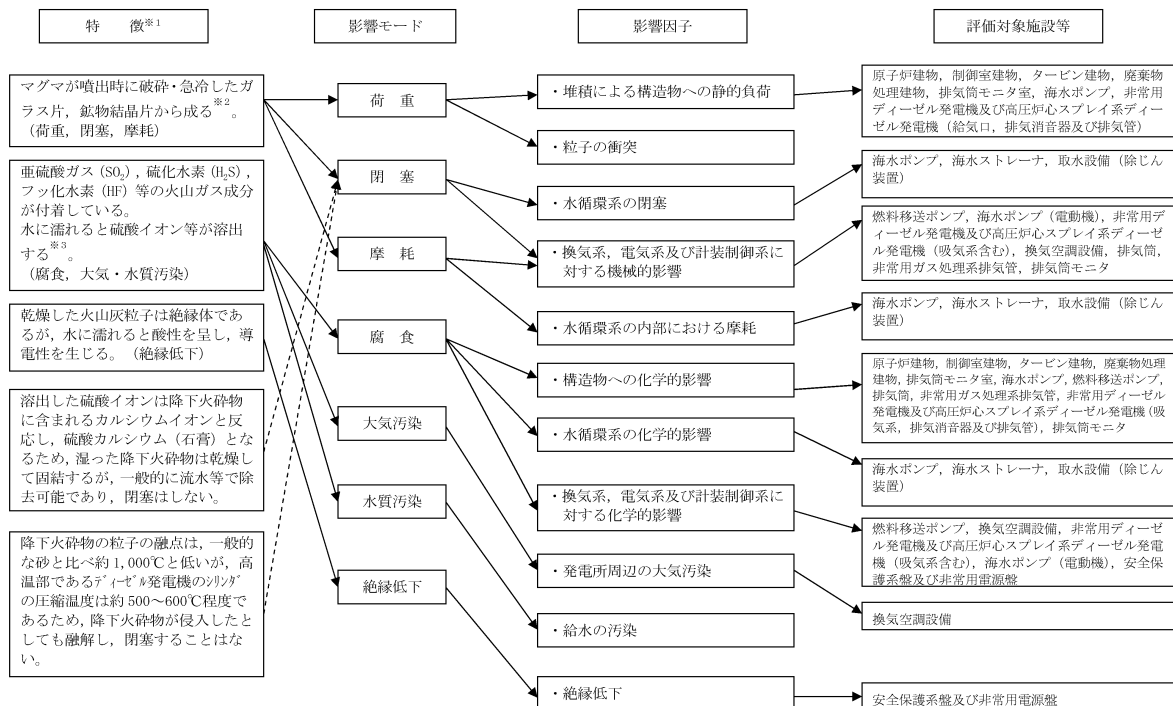 特　　徴※１
影響モード
影響因子
評価対象施設等
マグマが噴出時に破砕・急冷したガ
ラス片，鉱物結晶片から成る※２。
（荷重，閉塞，摩耗）
亜硫酸ガス（SO₂），硫化水素（H₂S），
フッ化水素（HF）等の火山ガス成分
が付着している。
水に濡れると硫酸イオン等が溶出
する※３。
（腐食，大気・水質汚染）
乾燥した火山灰粒子は絶縁体であ
るが，水に濡れると酸性を呈し，導
電性を生じる。（絶縁低下）
溶出した硫酸イオンは降下火砕物
に含まれるカルシウムイオンと反
応し，硫酸カルシウム（石膏）とな
るため，湿った降下火砕物は乾燥し
て固結するが，一般的に流水等で除
去可能であり，閉塞はしない。
降下火砕物の粒子の融点は，一般的
な砂と比べ約 1,000℃と低いが，高
温部であるﾃﾞｨｰｾﾞﾙ発電機のｼﾘﾝﾀﾞ
の圧縮温度は約 500～600℃程度で
あるため，降下火砕物が侵入したと
しても融解し，閉塞することはな
い。
荷　重
閉　塞
摩　耗
腐　食
大気汚染
水質汚染
絶縁低下
・堆積による構造物への静的負荷
・粒子の衝突
・水循環系の閉塞
・換気系，電気系及び計装制御系に
対する機械的影響
・水循環系の内部における摩耗
・構造物への化学的影響
・水循環系の化学的影響
・換気系，電気系及び計装制御系に
対する化学的影響
・発電所周辺の大気汚染
・給水の汚染
・絶縁低下
原子炉建物，制御室建物，タービン建物，廃棄物
処理建物，排気筒モニタ室，海水ポンプ，非常用
ディーゼル発電機及び高圧炉心スプレイ系ディー
ゼル発電機（給気口，排気消音器及び排気管）
海水ポンプ，海水ストレーナ，取水設備（除じん
装置）
燃料移送ポンプ，海水ポンプ（電動機），非常用デ
ィーゼル発電機及び高圧炉心スプレイ系ディーゼ
ル発電機（吸気系含む），換気空調設備，排気筒，
非常用ガス処理系排気管，排気筒モニタ
海水ポンプ，海水ストレーナ，取水設備（除じん
装置）
原子炉建物，制御室建物，タービン建物，廃棄物処理
建物，排気筒モニタ室，海水ポンプ，燃料移送ポンプ，
排気筒，非常用ガス処理系排気管，非常用ディーゼル
発電機及び高圧炉心スプレイ系ディーゼル発電機（吸
気系，排気消音器及び排気管），排気筒モニタ
海水ポンプ，海水ストレーナ，取水設備（除じん
装置）
燃料移送ポンプ，換気空調設備，非常用ディーゼ
ル発電機及び高圧炉心スプレイ系ディーゼル発電機
（吸気系含む），海水ポンプ（電動機），安全保
護系盤及び非常用電源盤
換気空調設備
安全保護系盤及び非常用電源盤